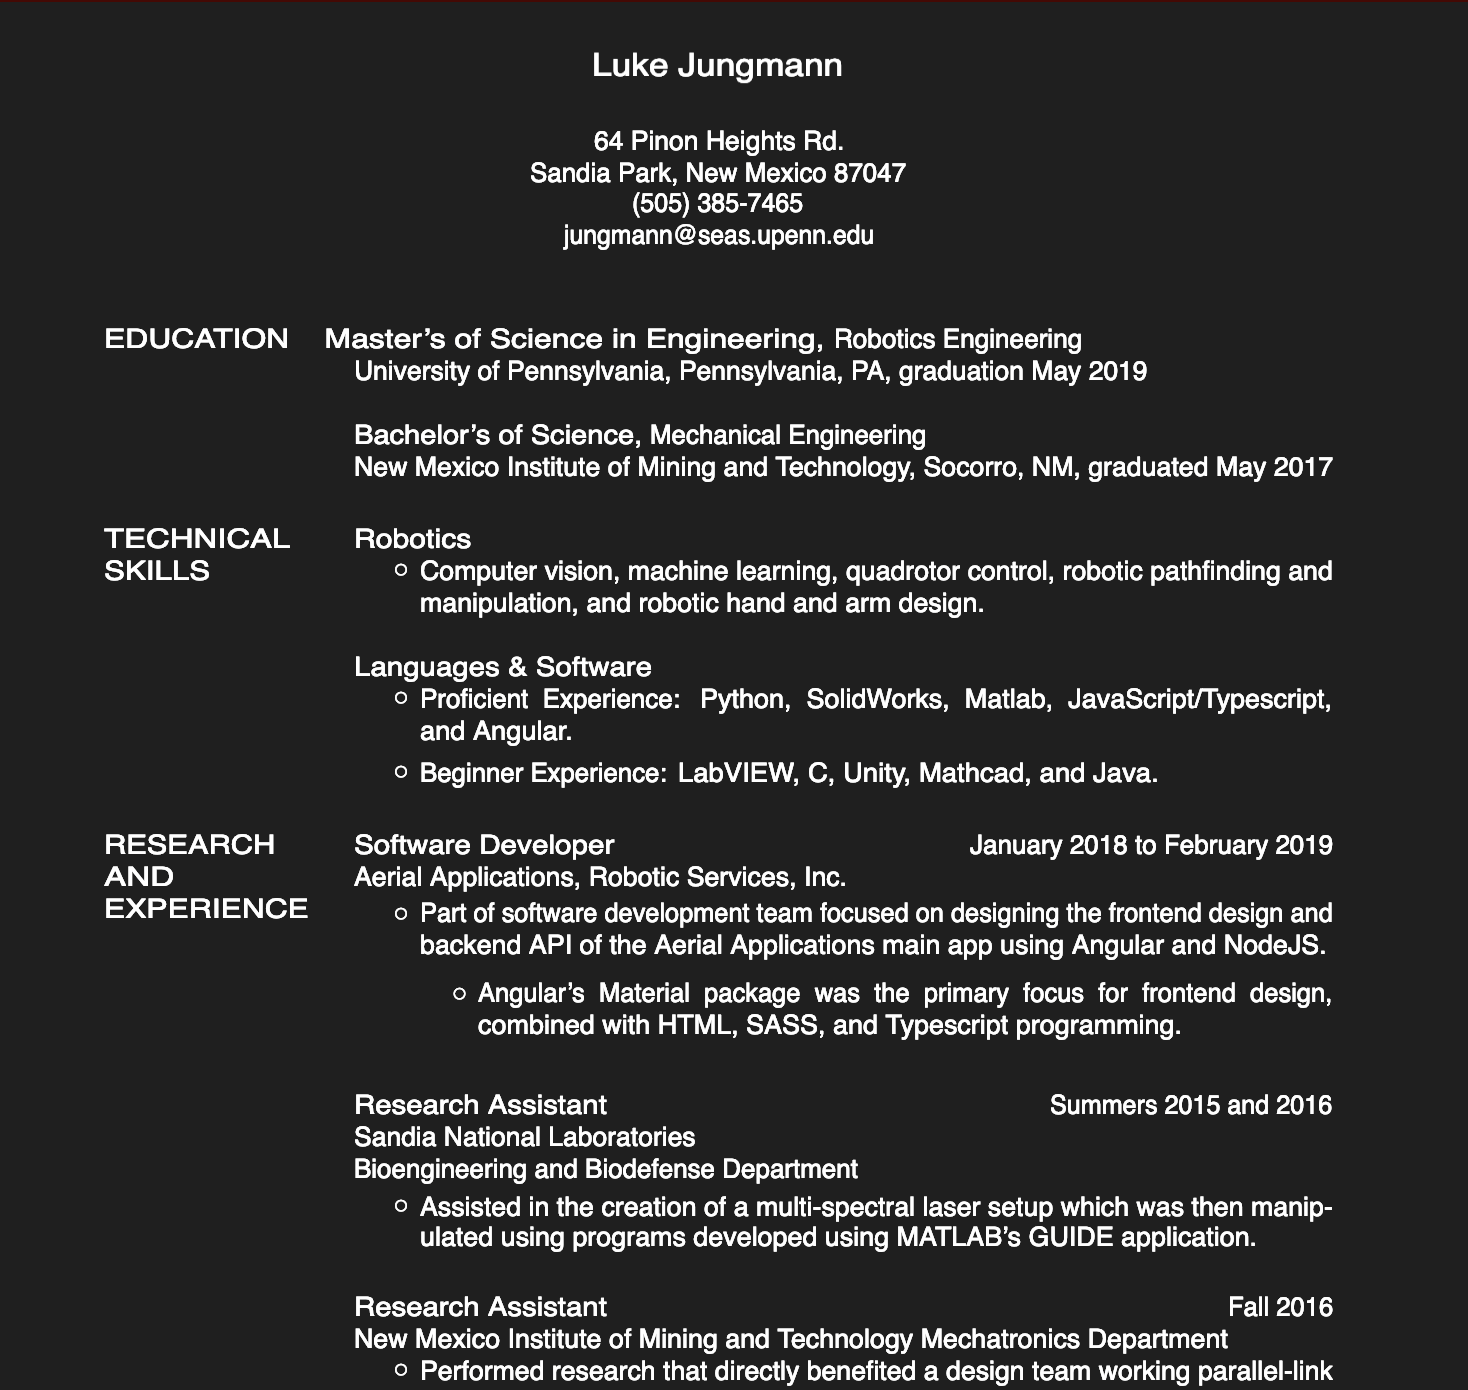 Luke Jungmann
64 Pinon Heights Rd.
Sandia Park, New Mexico 87047
(505) 385-7465
jungmann@seas.upenn.edu
EDUCATION Master's of Science in Engineering, Robotics Engineering
University of Pennsylvania, Pennsylvania, PA, graduation May 2019
Bachelor's of Science, Mechanical Engineering
New Mexico Institute of Mining and Technology, Socorro, NM, graduated May 2017
TECHNICAL SKILLS
Robotics
◦ Computer vision, machine learning, quadrotor control, robotic pathfinding and
manipulation, and robotic hand and arm design.
Languages & Software
◦ Proficient Experience: Python, SolidWorks, Matlab, JavaScript/Typescript,
and Angular.
◦ Beginner Experience: LabVIEW, C, Unity, Mathcad, and Java.
RESEARCH AND EXPERIENCE
Software Developer January 2018 to February 2019
Aerial Applications, Robotic Services, Inc.
◦ Part of software development team focused on designing the frontend design and
backend API of the Aerial Applications main app using Angular and NodeJS.
◦ Angular's Material package was the primary focus for frontend design,
combined with HTML, SASS, and Typescript programming.
Research Assistant Summers 2015 and 2016
Sandia National Laboratories
Bioengineering and Biodefense Department
◦ Assisted in the creation of a multi-spectral laser setup which was then manip-
ulated using programs developed using MATLAB's GUIDE application.
Research Assistant Fall 2016
New Mexico Institute of Mining and Technology Mechatronics Department
◦ Performed research that directly benefited a design team working parallel-link